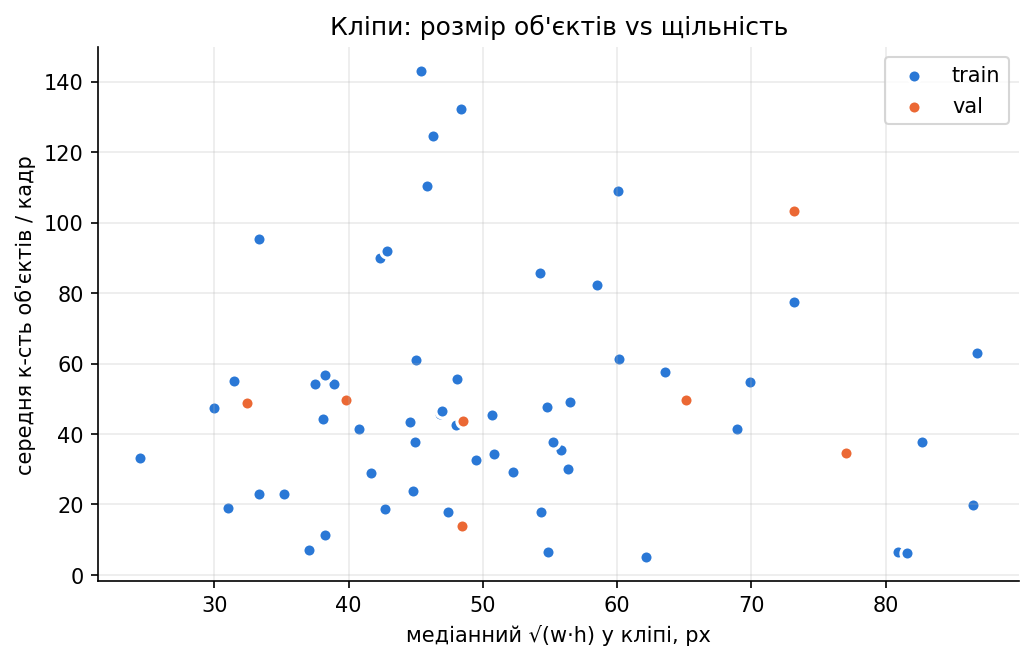 Кліпи: розмір об'єктів vs щільність
train
val
середня к-сть об'єктів / кадр
140
120
100
80
60
40
20
0
30 40 50 60 70 80
медіанний √(w·h) у кліпі, px